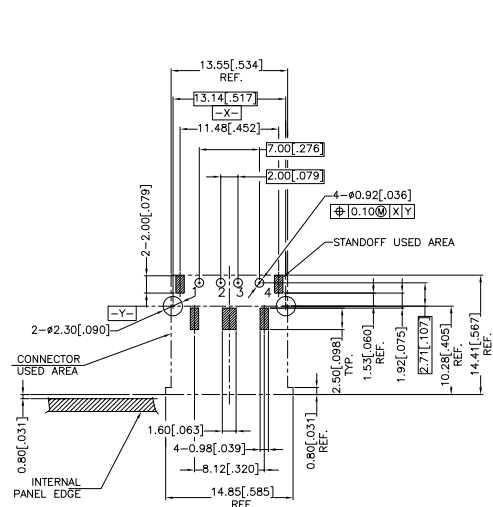 13.55[.534]
REF.
13.14[.517]
-X-
11.48[.452]
7.00[.276]
2.00[.079]
2-2.00[.079]
4-ø0.92[.036]
⌖ 0.10Ⓜ X Y
STANDOFF USED AREA
1 2 3 4
-Y-
2-ø2.30[.090]
CONNECTOR
USED AREA
2.50[.098]
TYP.
1.53[.060]
REF.
1.92[.075]
2.71[.107]
10.28[.405]
REF.
14.41[.567]
REF.
0.80[.031]
1.60[.063]
4-0.98[.039]
8.12[.320]
0.80[.031]
REF.
INTERNAL
PANEL EDGE
14.85[.585]
REF.